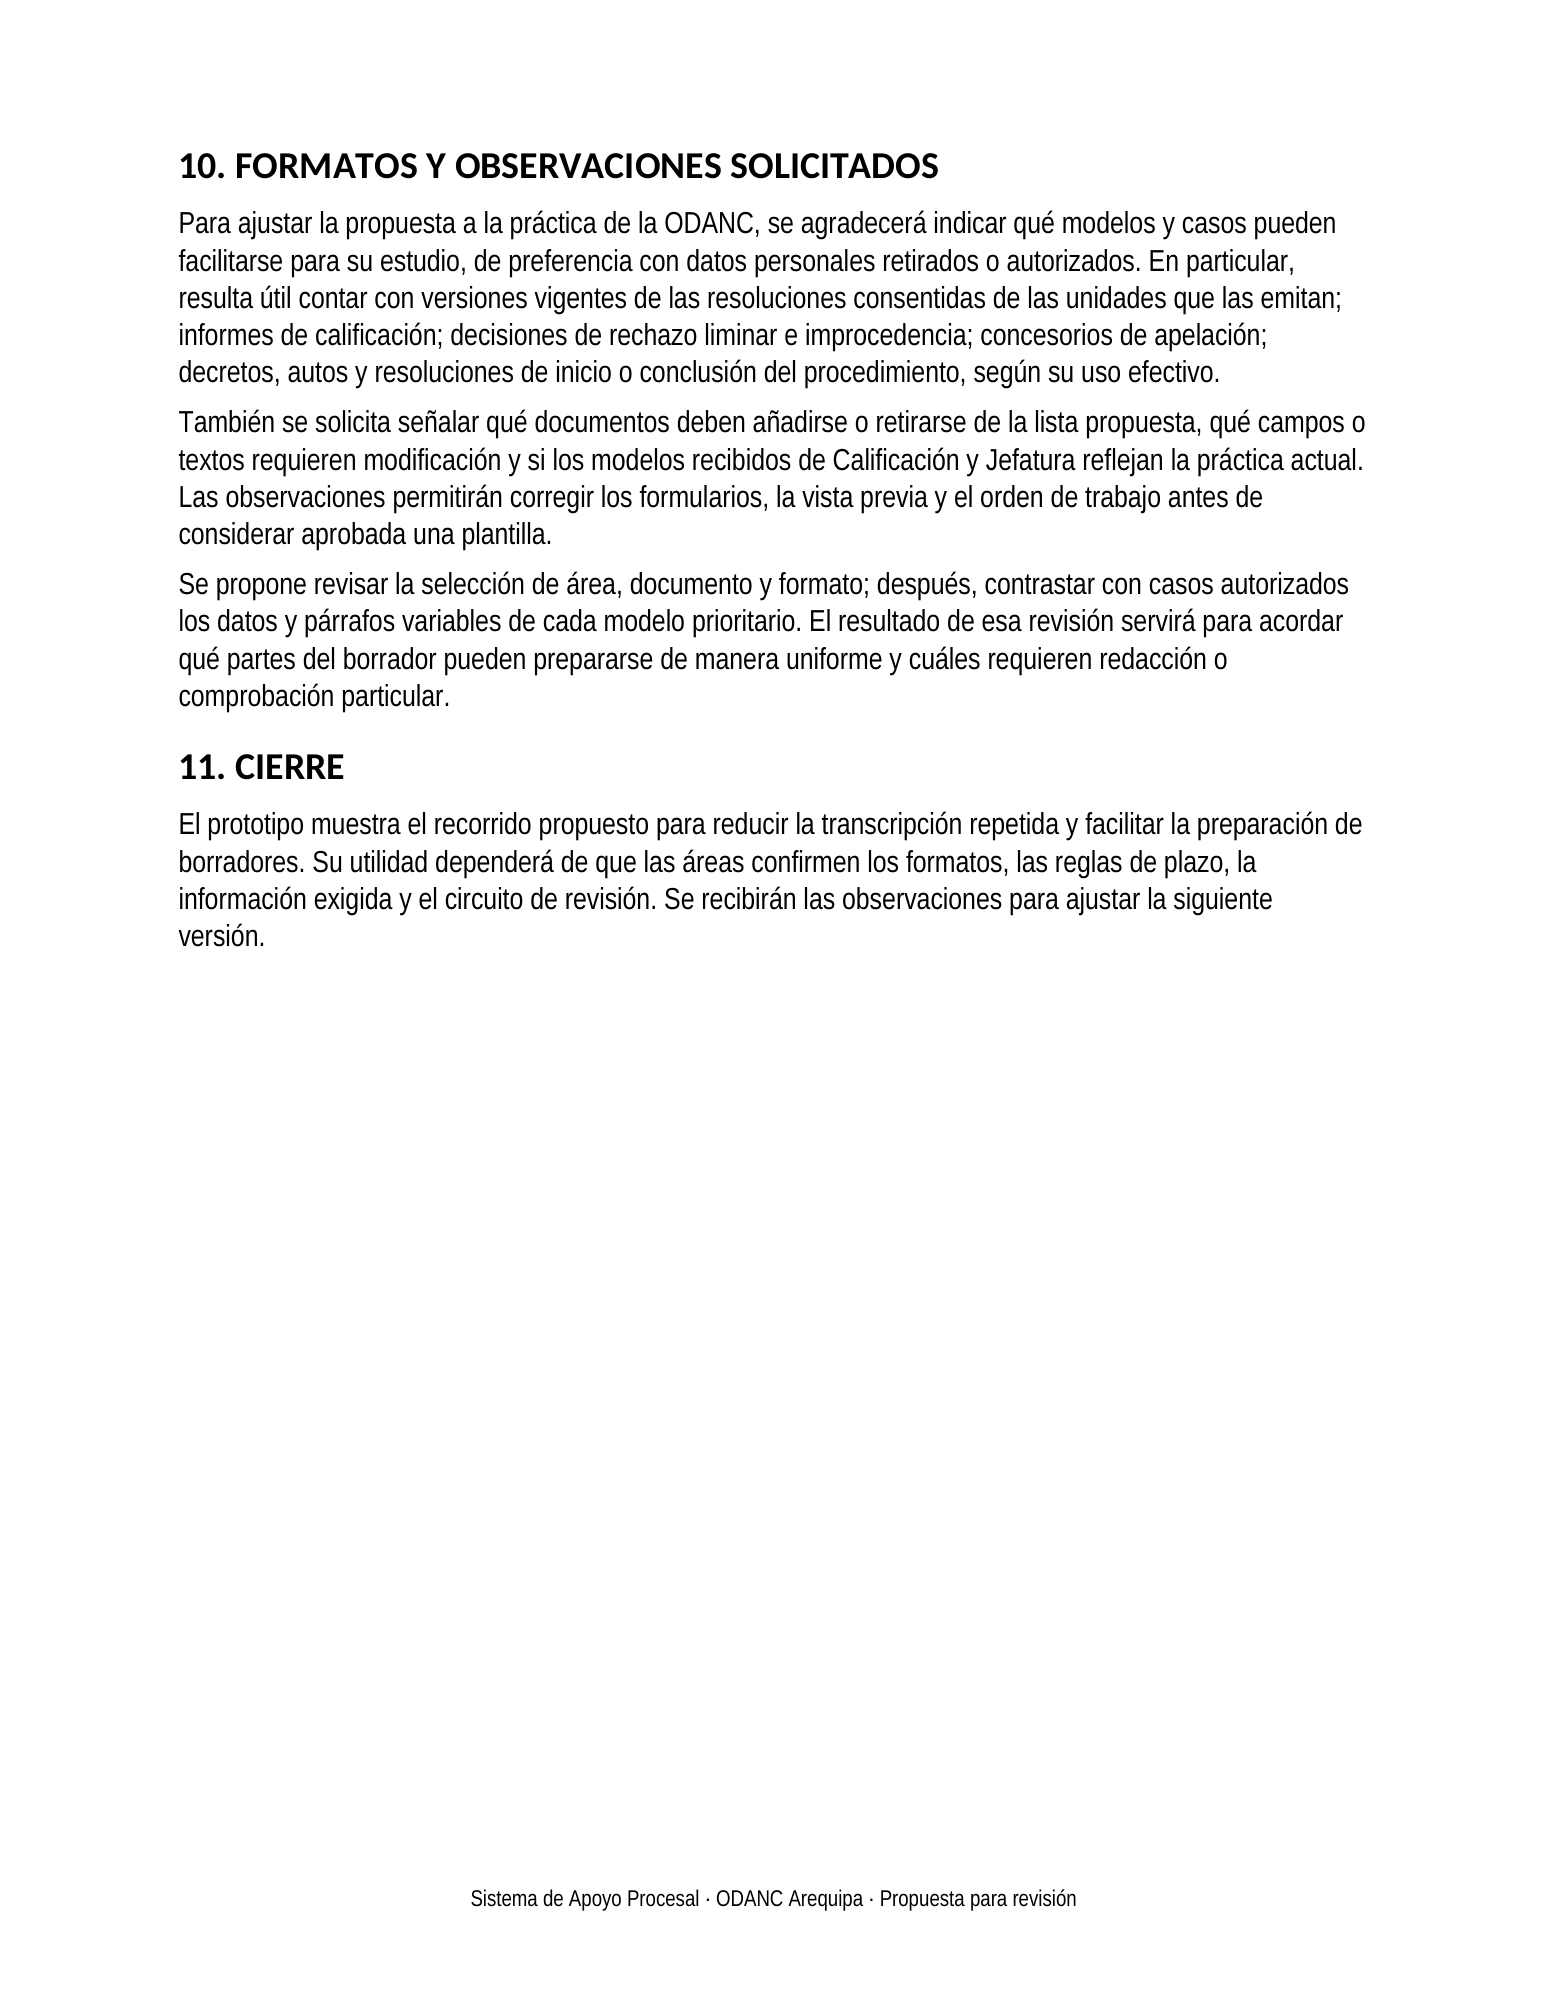 10. FORMATOS Y OBSERVACIONES SOLICITADOS
Para ajustar la propuesta a la práctica de la ODANC, se agradecerá indicar qué modelos y casos pueden
facilitarse para su estudio, de preferencia con datos personales retirados o autorizados. En particular,
resulta útil contar con versiones vigentes de las resoluciones consentidas de las unidades que las emitan;
informes de calificación; decisiones de rechazo liminar e improcedencia; concesorios de apelación;
decretos, autos y resoluciones de inicio o conclusión del procedimiento, según su uso efectivo.
También se solicita señalar qué documentos deben añadirse o retirarse de la lista propuesta, qué campos o
textos requieren modificación y si los modelos recibidos de Calificación y Jefatura reflejan la práctica actual.
Las observaciones permitirán corregir los formularios, la vista previa y el orden de trabajo antes de
considerar aprobada una plantilla.
Se propone revisar la selección de área, documento y formato; después, contrastar con casos autorizados
los datos y párrafos variables de cada modelo prioritario. El resultado de esa revisión servirá para acordar
qué partes del borrador pueden prepararse de manera uniforme y cuáles requieren redacción o
comprobación particular.
11. CIERRE
El prototipo muestra el recorrido propuesto para reducir la transcripción repetida y facilitar la preparación de
borradores. Su utilidad dependerá de que las áreas confirmen los formatos, las reglas de plazo, la
información exigida y el circuito de revisión. Se recibirán las observaciones para ajustar la siguiente
versión.
Sistema de Apoyo Procesal · ODANC Arequipa · Propuesta para revisión